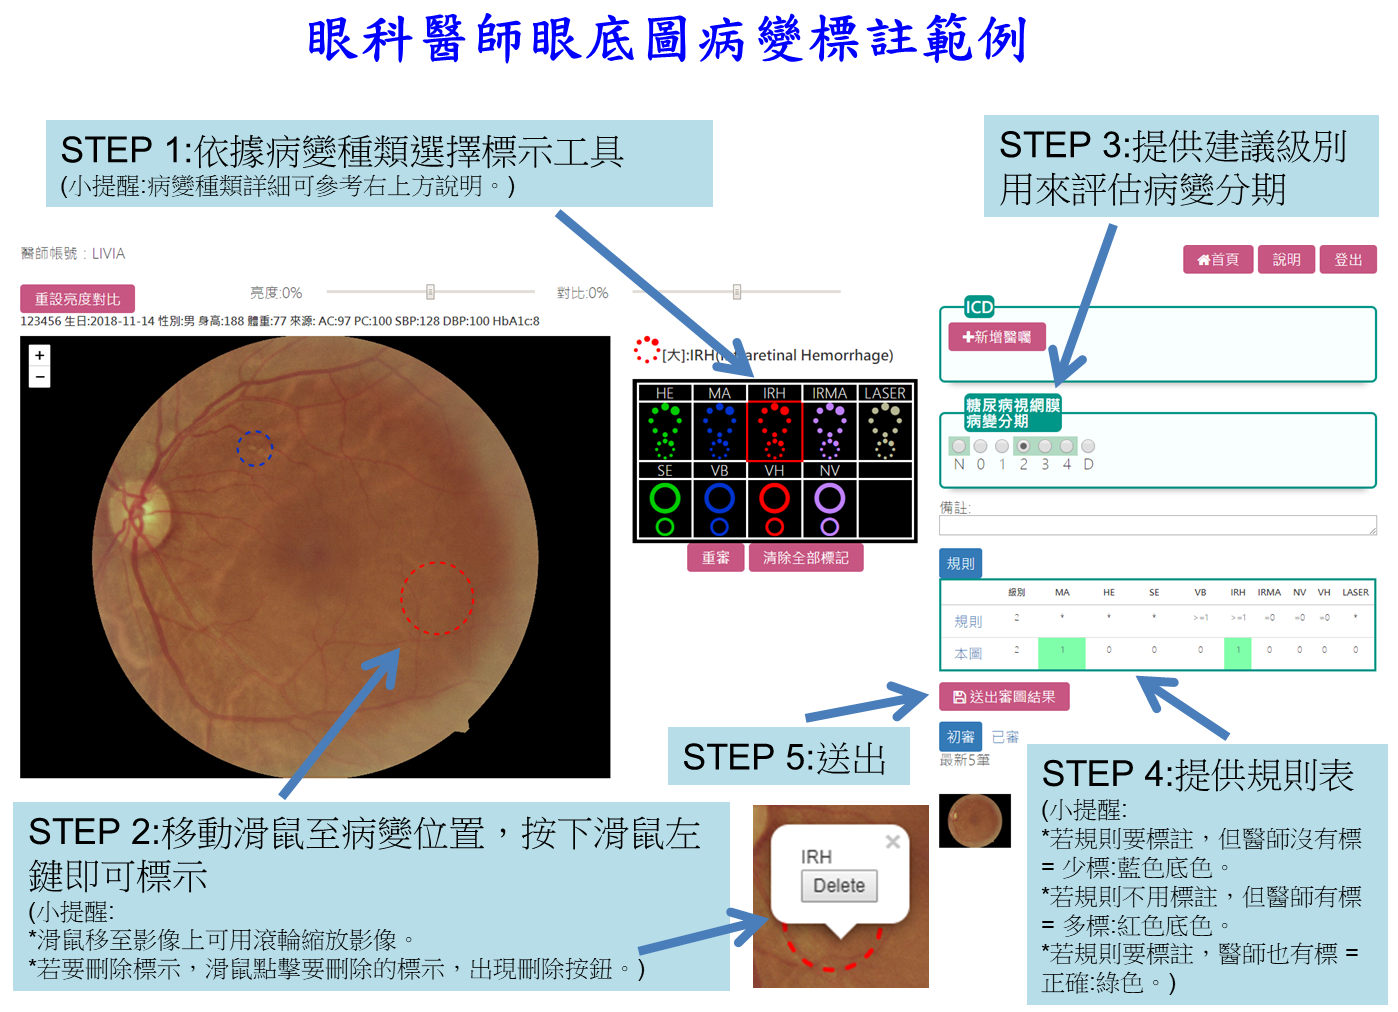 眼科醫師眼底圖病變標註範例
STEP 1:依據病變種類選擇標示工具
(小提醒:病變種類詳細可參考右上方說明。)
STEP 3:提供建議級別
用來評估病變分期
醫師帳號：LIVIA
首頁
說明
登出
重設亮度對比
亮度:0%
對比:0%
123456 生日:2018-11-14 性別:男 身高:188 體重:77 來源: AC:97 PC:100 SBP:128 DBP:100 HbA1c:8
+
−
[大]:IRH(Intraretinal Hemorrhage)
HE MA IRH IRMA LASER
SE VB VH NV
重審
清除全部標記
ICD
新增醫囑
糖尿病視網膜
病變分期
N 0 1 2 3 4 D
備註:
規則
級別 MA HE SE VB IRH IRMA NV VH LASER
規則 2 * * * >=1 >=1 =0 =0 =0 *
本圖 2 1 0 0 0 1 0 0 0 0
送出審圖結果
初審 已審
最新5筆
STEP 5:送出
STEP 2:移動滑鼠至病變位置，按下滑鼠左
鍵即可標示
(小提醒:
*滑鼠移至影像上可用滾輪縮放影像。
*若要刪除標示，滑鼠點擊要刪除的標示，出現刪除按鈕。)
IRH
×
Delete
STEP 4:提供規則表
(小提醒:
*若規則要標註，但醫師沒有標
= 少標:藍色底色。
*若規則不用標註，但醫師有標
= 多標:紅色底色。
*若規則要標註，醫師也有標 =
正確:綠色。)